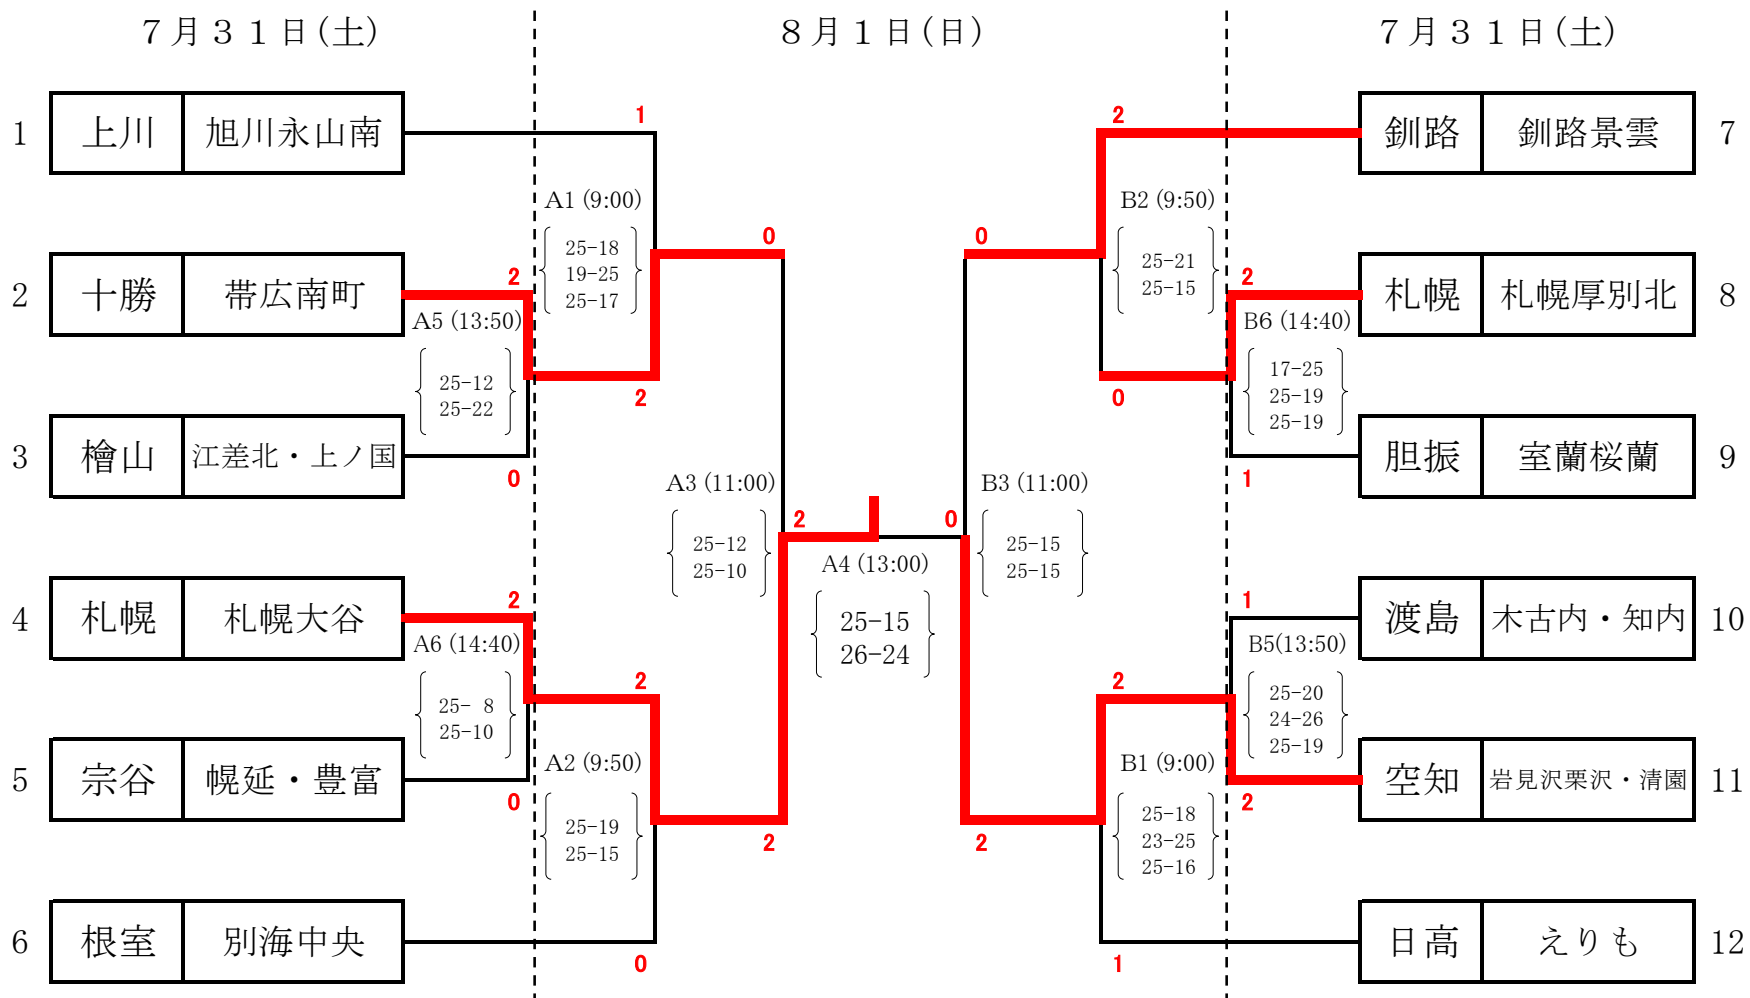 ７月３１日(土)
８月１日(日)
７月３１日(土)
1 上川 旭川永山南
1
A1 (9:00)
25-18
19-25
25-17
0
2 十勝 帯広南町
2
A5 (13:50)
25-12
25-22
2
3 檜山 江差北・上ノ国
0
A3 (11:00)
25-12
25-10
2
4 札幌 札幌大谷
2
A6 (14:40)
25- 8
25-10
2
5 宗谷 幌延・豊富
0
A2 (9:50)
25-19
25-15
2
6 根室 別海中央
0
A4 (13:00)
25-15
26-24
0
2
釧路 釧路景雲 7
B2 (9:50)
25-21
25-15
0
2
札幌 札幌厚別北 8
B6 (14:40)
17-25
25-19
25-19
0
胆振 室蘭桜蘭 9
1
B3 (11:00)
25-15
25-15
1
渡島 木古内・知内 10
B5(13:50)
25-20
24-26
25-19
2
空知 岩見沢栗沢・清園 11
2
B1 (9:00)
25-18
23-25
25-16
2
日高 えりも 12
1